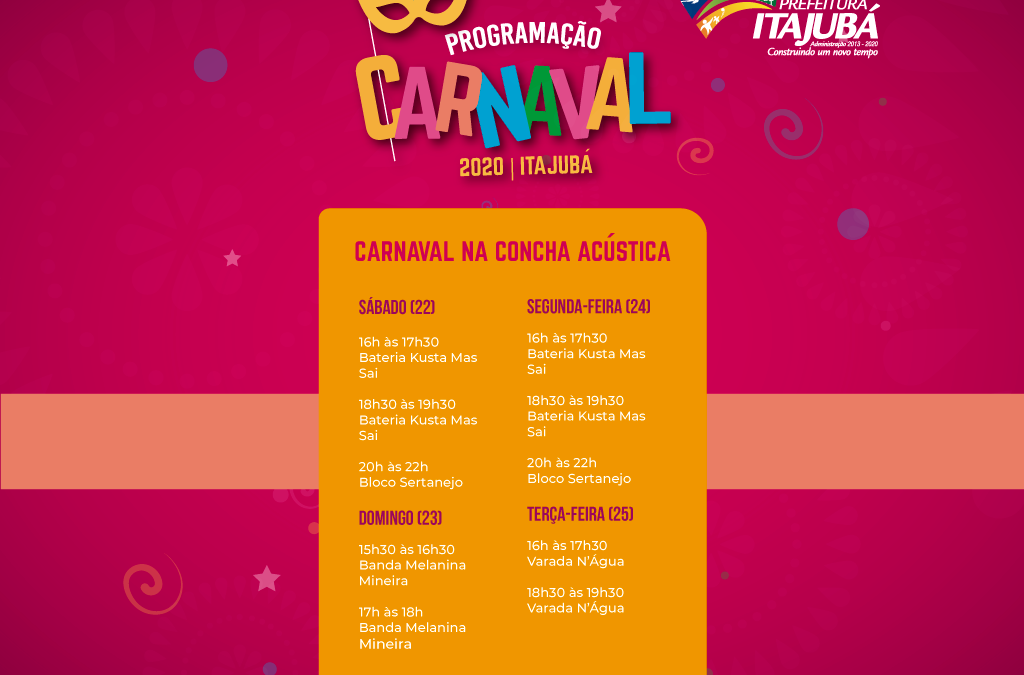 PROGRAMAÇÃO
CARNAVAL
2020 | ITAJUBÁ
PREFEITURA
ITAJUBÁ
Administração 2013 - 2020
Construindo um novo tempo
CARNAVAL NA CONCHA ACÚSTICA
SÁBADO (22)
16h às 17h30
Bateria Kusta Mas
Sai
18h30 às 19h30
Bateria Kusta Mas
Sai
20h às 22h
Bloco Sertanejo
DOMINGO (23)
15h30 às 16h30
Banda Melanina
Mineira
17h às 18h
Banda Melanina
Mineira
SEGUNDA-FEIRA (24)
16h às 17h30
Bateria Kusta Mas
Sai
18h30 às 19h30
Bateria Kusta Mas
Sai
20h às 22h
Bloco Sertanejo
TERÇA-FEIRA (25)
16h às 17h30
Varada N'Água
18h30 às 19h30
Varada N'Água